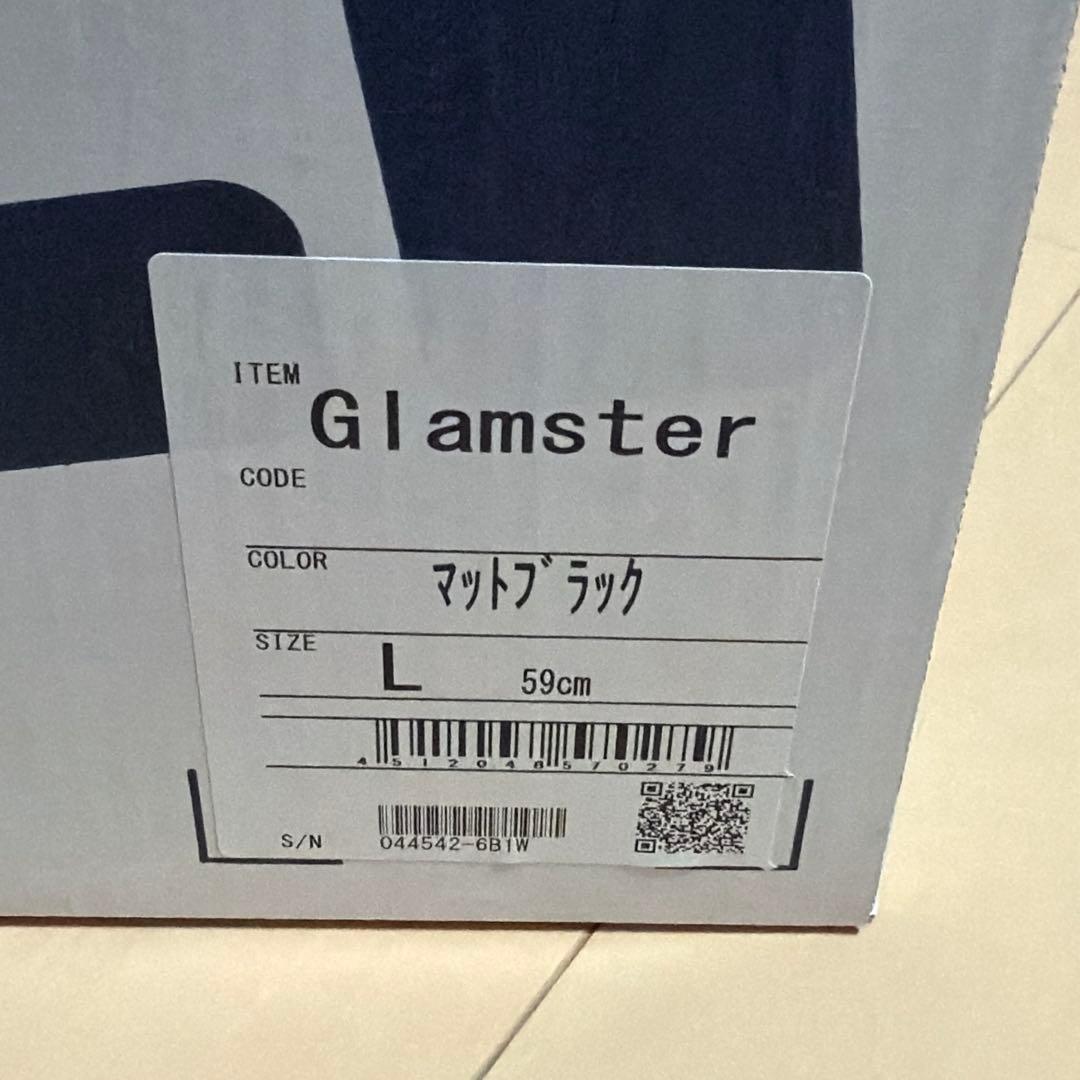 ITEM
Glamster
CODE
COLOR ﾏｯﾄﾌﾞﾗｯｸ
SIZE L 59cm
4512048570279
S/N 044542-6B1W